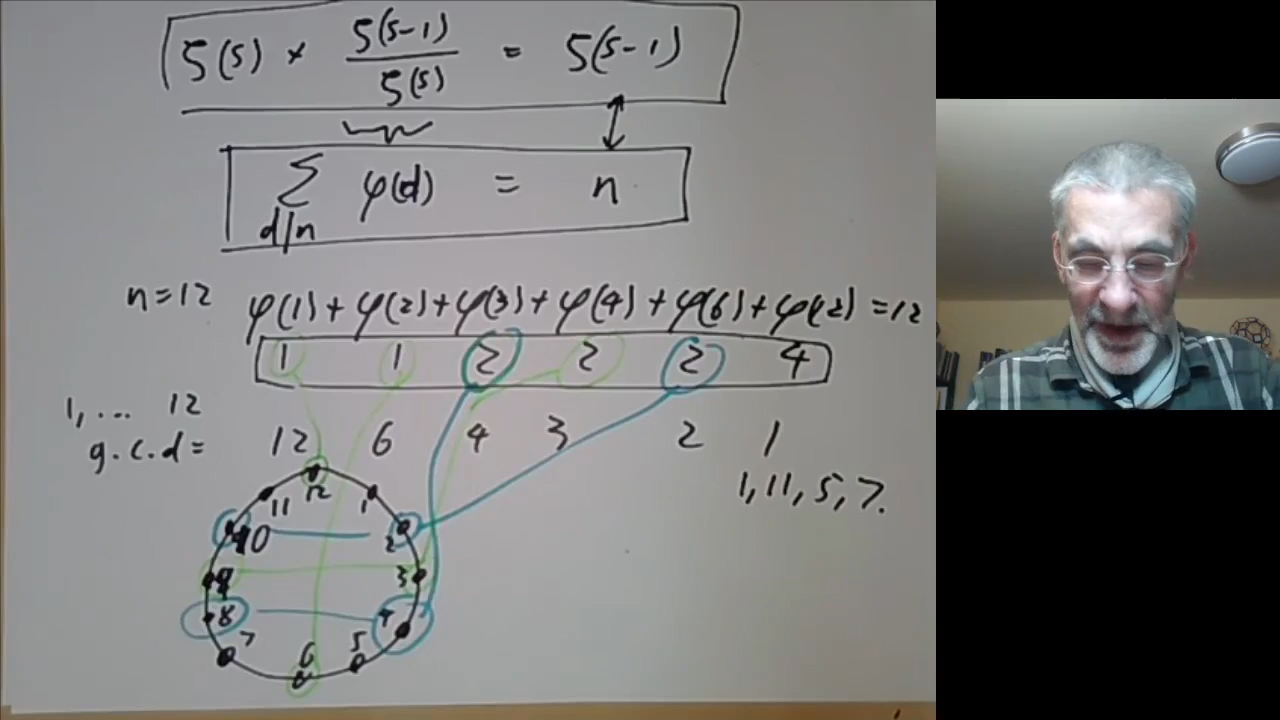 ζ(s) × ζ(s-1)/ζ(s) = ζ(s-1)
Σ φ(d) = n
d|n
n=12 φ(1)+φ(2)+φ(3)+φ(4)+φ(6)+φ(12)=12
1 1 2 2 2 4
1, ... 12
g.c.d= 12 6 4 3 2 1
1, 11, 5, 7.
12
11 1
10 2
9 3
8 4
7 5
6